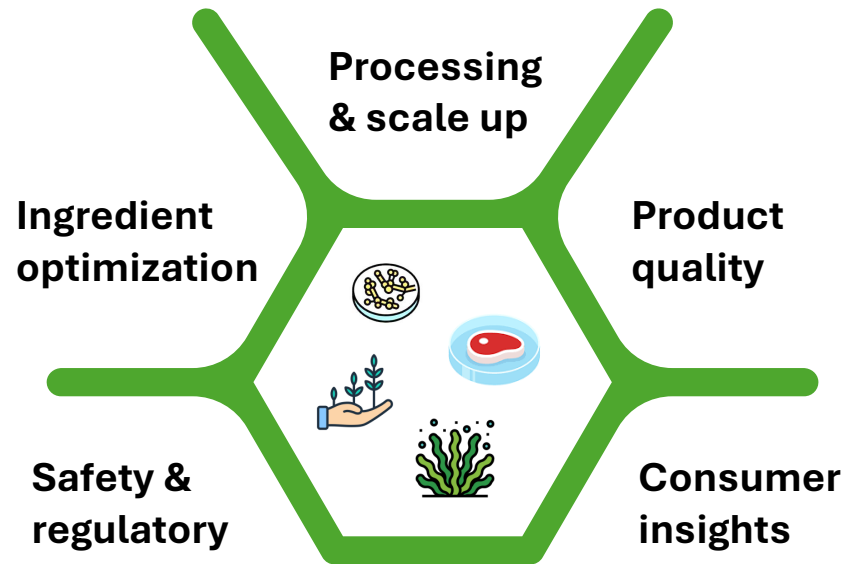 Processing
& scale up
Ingredient
optimization
Product
quality
Safety &
regulatory
Consumer
insights